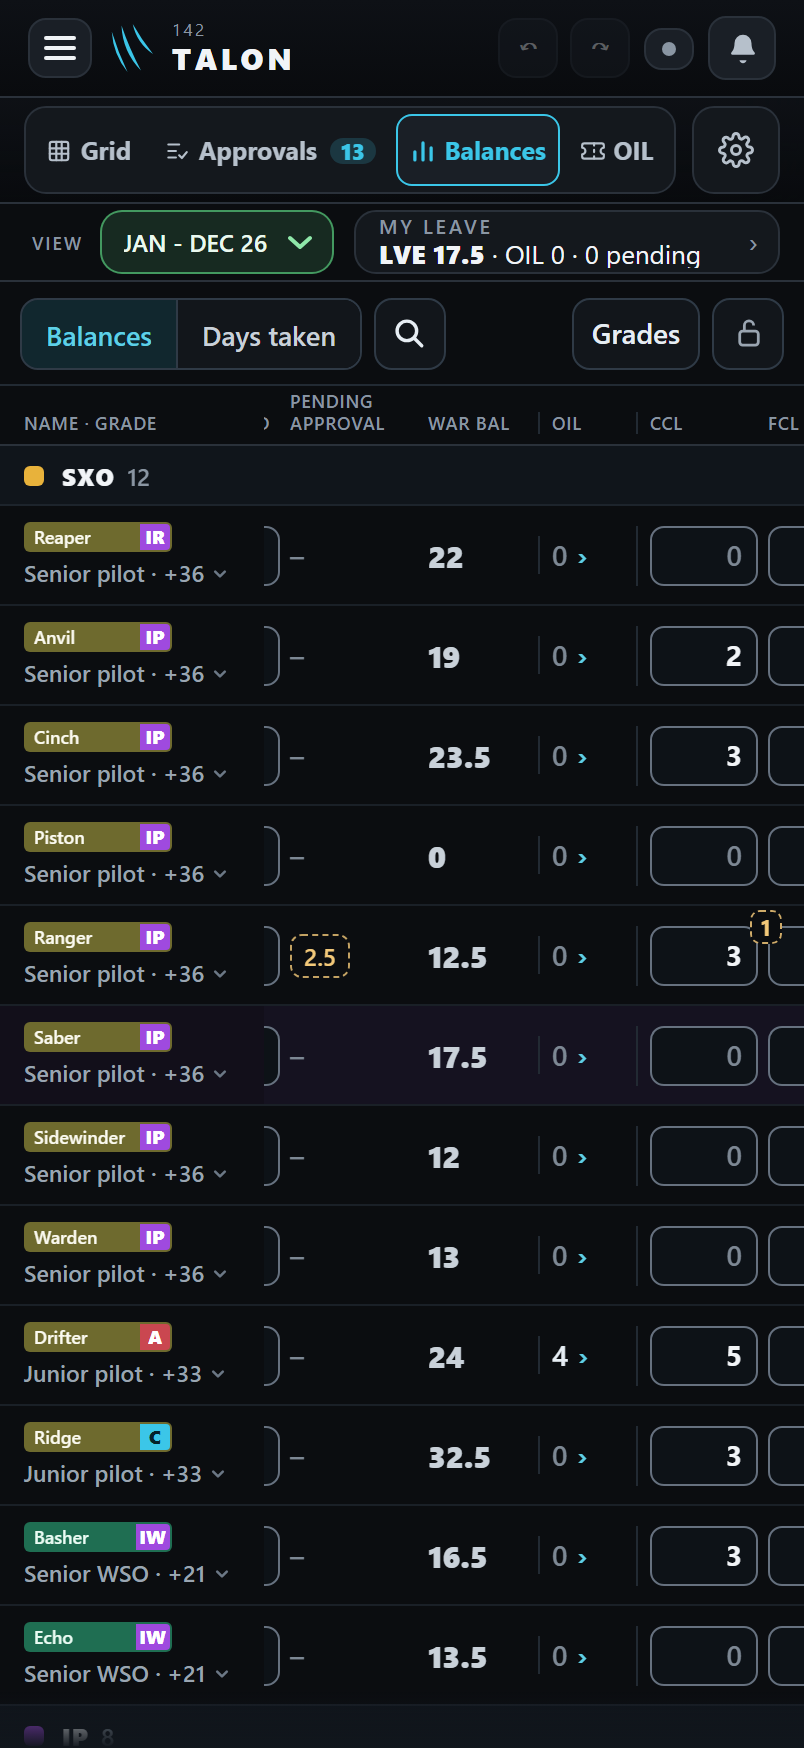 142
TALON
Grid
Approvals 13
Balances
OIL
VIEW
JAN - DEC 26
MY LEAVE
LVE 17.5 · OIL 0 · 0 pending
Balances
Days taken
Grades
NAME · GRADE
PENDING APPROVAL
WAR BAL
OIL
CCL
FCL
SXO 12
Reaper IR
Senior pilot · +36
– 22 0 › 0
Anvil IP
Senior pilot · +36
– 19 0 › 2
Cinch IP
Senior pilot · +36
– 23.5 0 › 3
Piston IP
Senior pilot · +36
– 0 0 › 0
Ranger IP
Senior pilot · +36
2.5 12.5 0 › 3 1
Saber IP
Senior pilot · +36
– 17.5 0 › 0
Sidewinder IP
Senior pilot · +36
– 12 0 › 0
Warden IP
Senior pilot · +36
– 13 0 › 0
Drifter A
Junior pilot · +33
– 24 4 › 5
Ridge C
Junior pilot · +33
– 32.5 0 › 3
Basher IW
Senior WSO · +21
– 16.5 0 › 3
Echo IW
Senior WSO · +21
– 13.5 0 › 0
IP 8